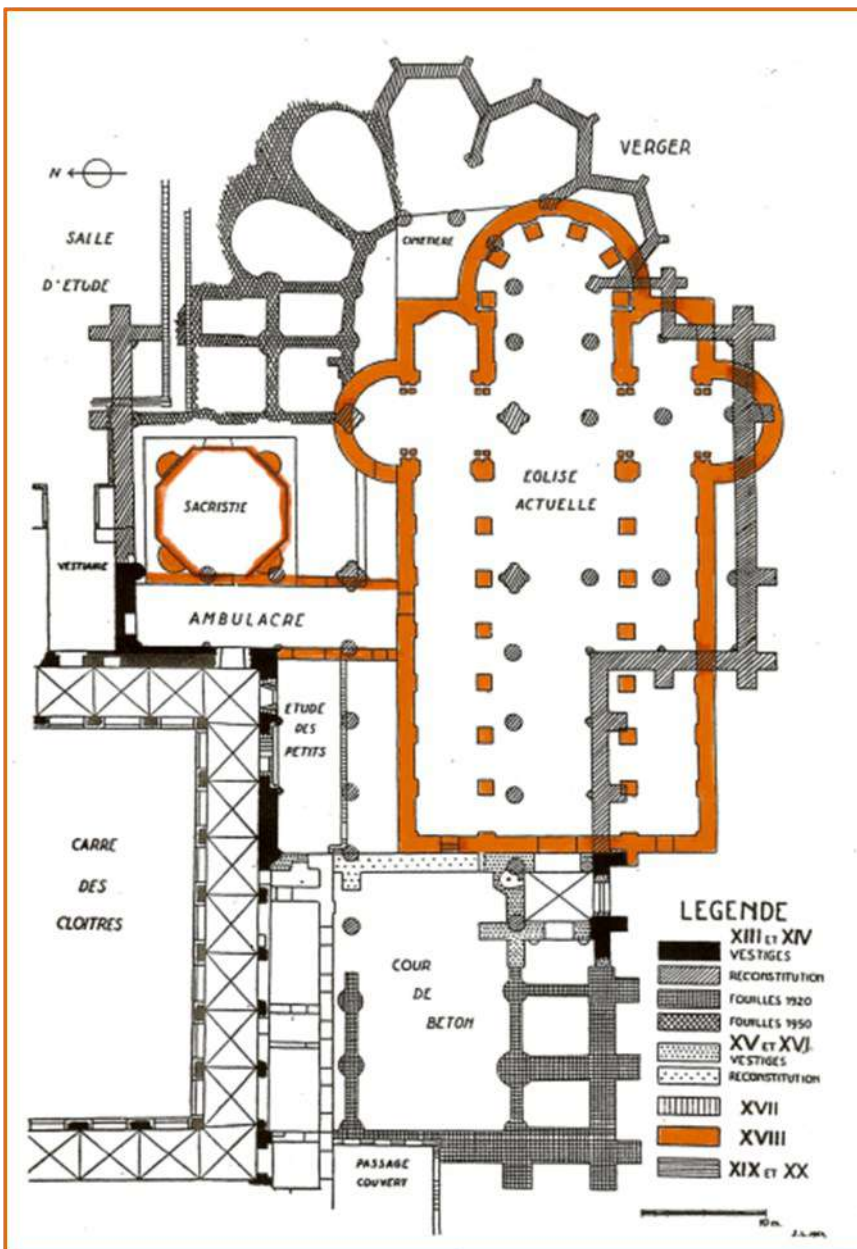 VERGER
N
SALLE
D'ETUDE
CIMETIÈRE
SACRISTIE
EGLISE
ACTUELLE
VESTIAIRE
AMBULACRE
ETUDE
DES
PETITS
CARRE
DES
CLOITRES
COUR
DE
BETON
PASSAGE
COUVERT
LEGENDE
XIII ET XIV
VESTIGES
RECONSTITUTION
FOUILLES 1920
FOUILLES 1950
XV ET XVI
VESTIGES
RECONSTITUTION
XVII
XVIII
XIX ET XX
10 m.